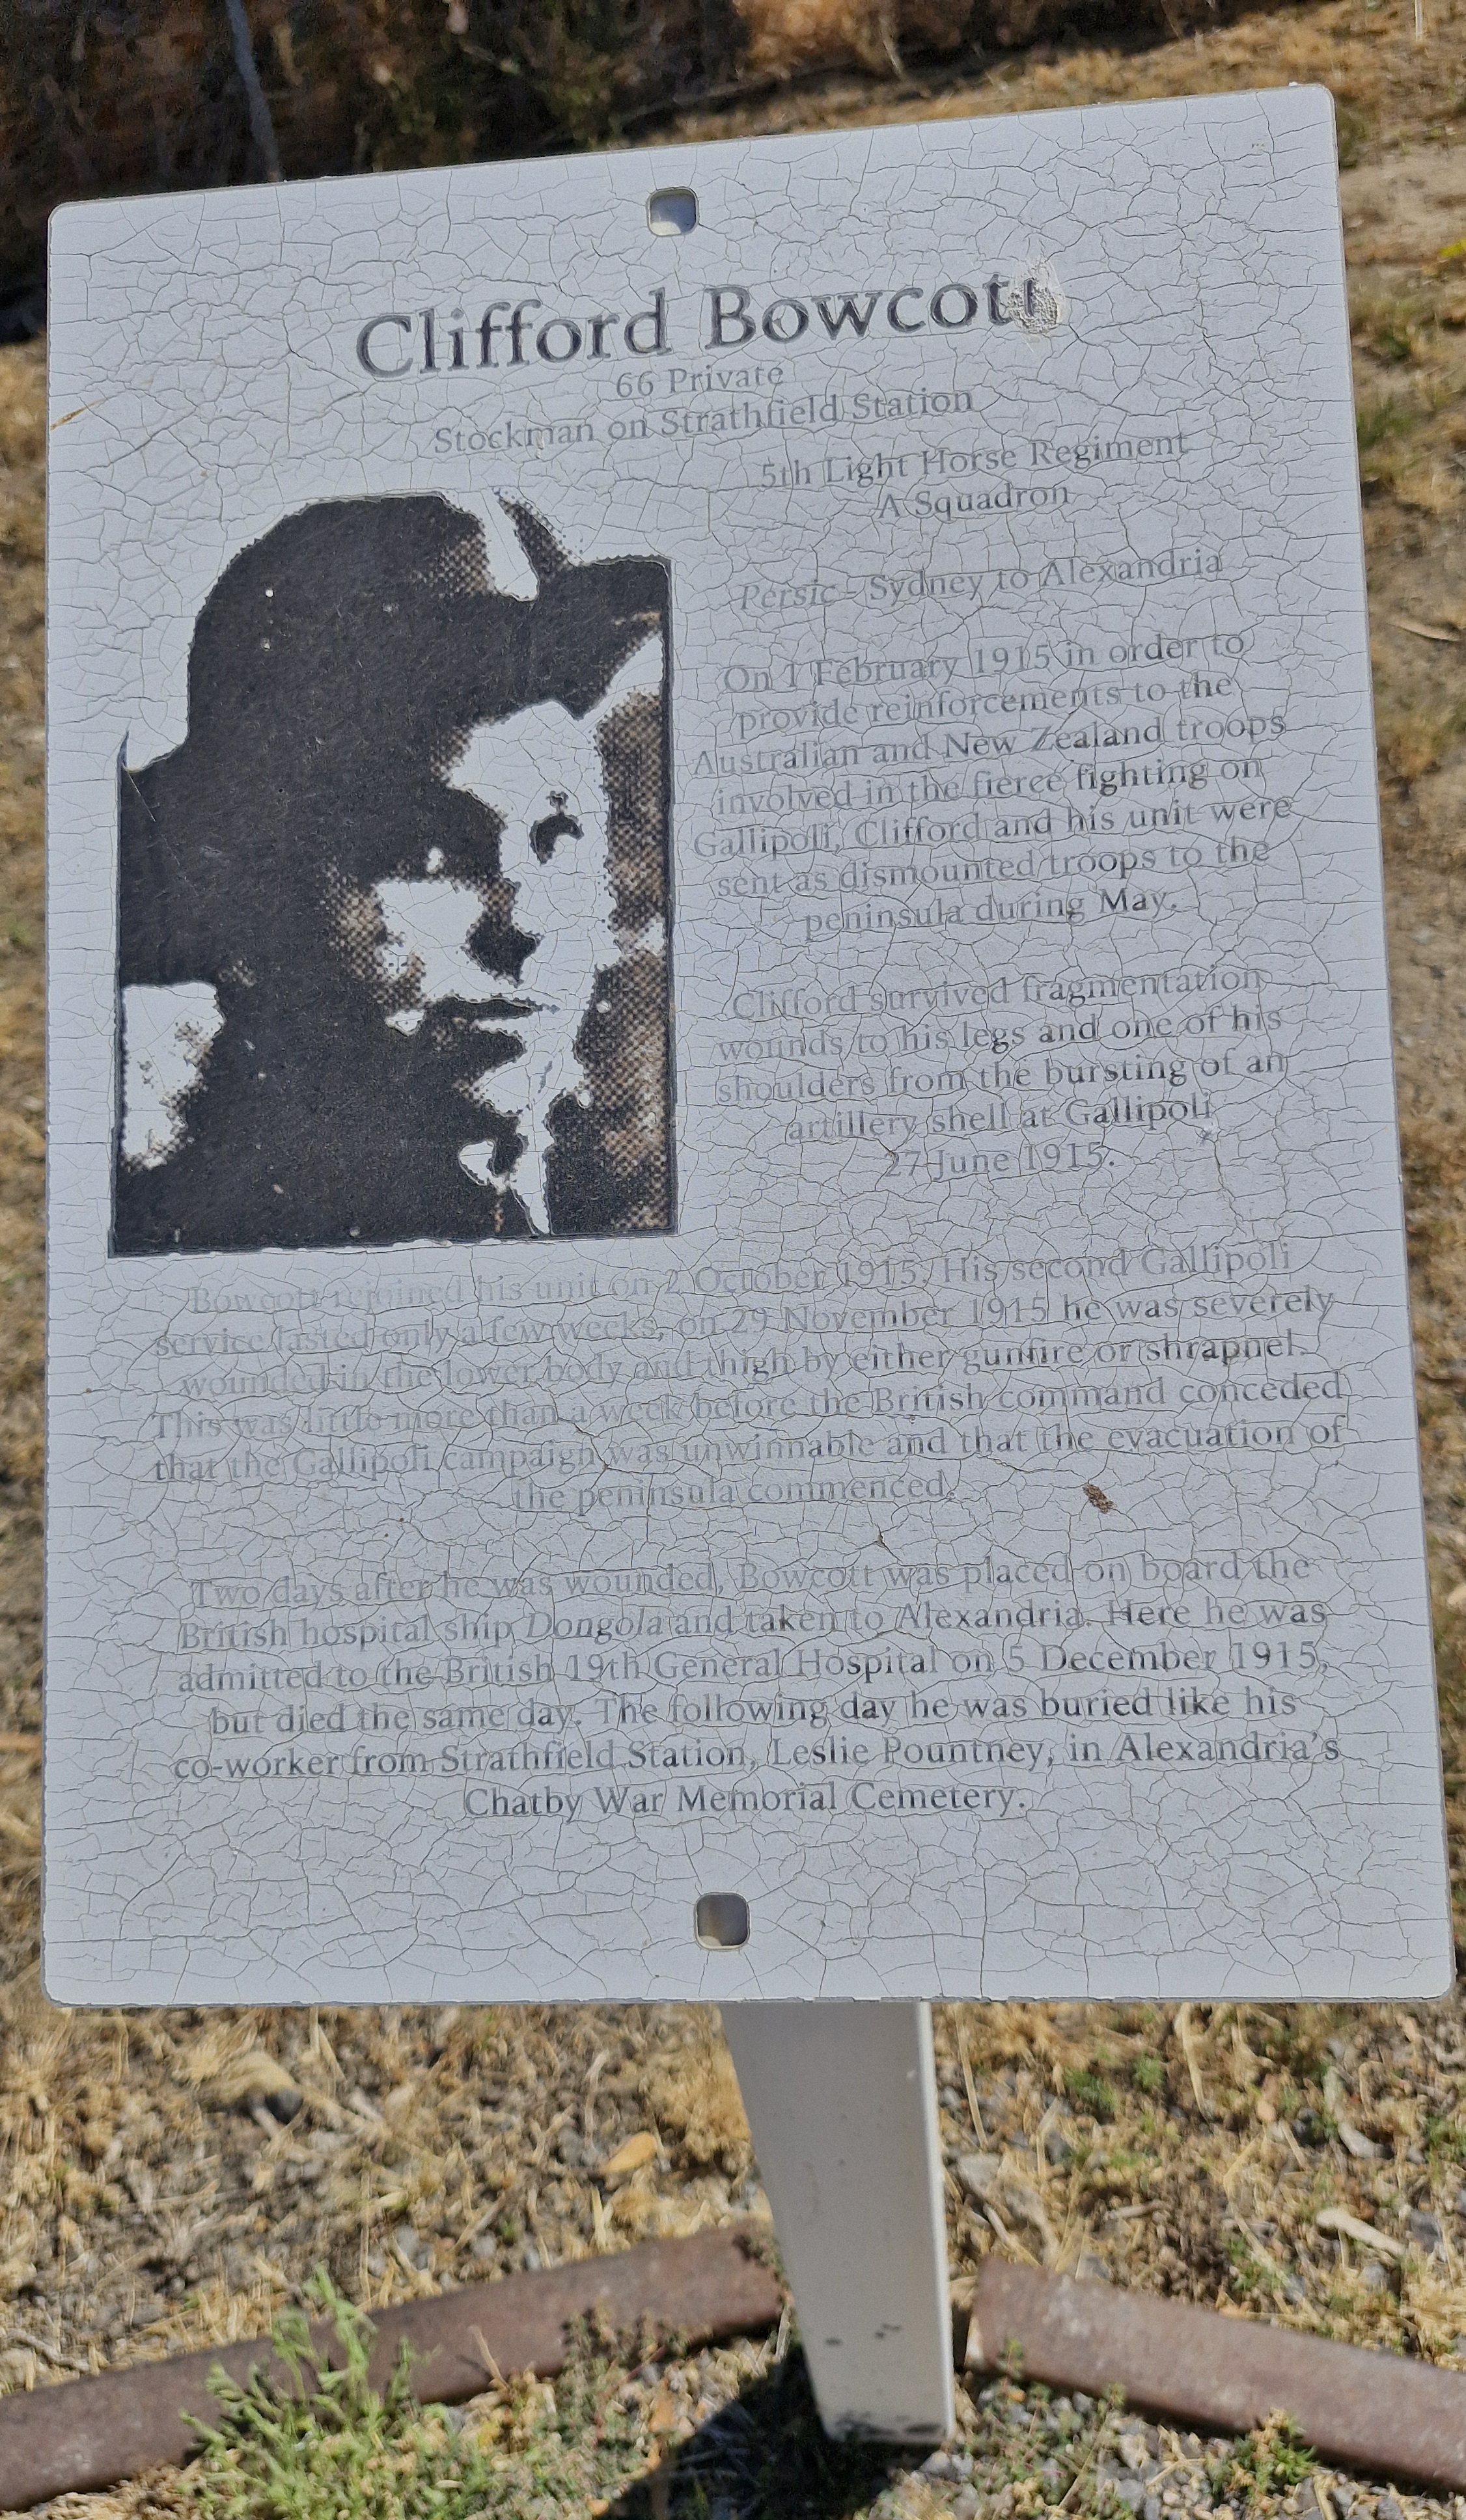 Clifford Bowcott
66 Private
Stockman on Strathfield Station
5th Light Horse Regiment
A Squadron
Persic - Sydney to Alexandria
On 1 February 1915 in order to
provide reinforcements to the
Australian and New Zealand troops
involved in the fierce fighting on
Gallipoli, Clifford and his unit were
sent as dismounted troops to the
peninsula during May.
Clifford survived fragmentation
wounds to his legs and one of his
shoulders from the bursting of an
artillery shell at Gallipoli
27 June 1915.
Bowcott rejoined his unit on 2 October 1915. His second Gallipoli
service lasted only a few weeks, on 29 November 1915 he was severely
wounded in the lower body and thigh by either gunfire or shrapnel.
This was little more than a week before the British command conceded
that the Gallipoli campaign was unwinnable and that the evacuation of
the peninsula commenced.
Two days after he was wounded, Bowcott was placed on board the
British hospital ship Dongola and taken to Alexandria. Here he was
admitted to the British 19th General Hospital on 5 December 1915,
but died the same day. The following day he was buried like his
co-worker from Strathfield Station, Leslie Pountney, in Alexandria's
Chatby War Memorial Cemetery.